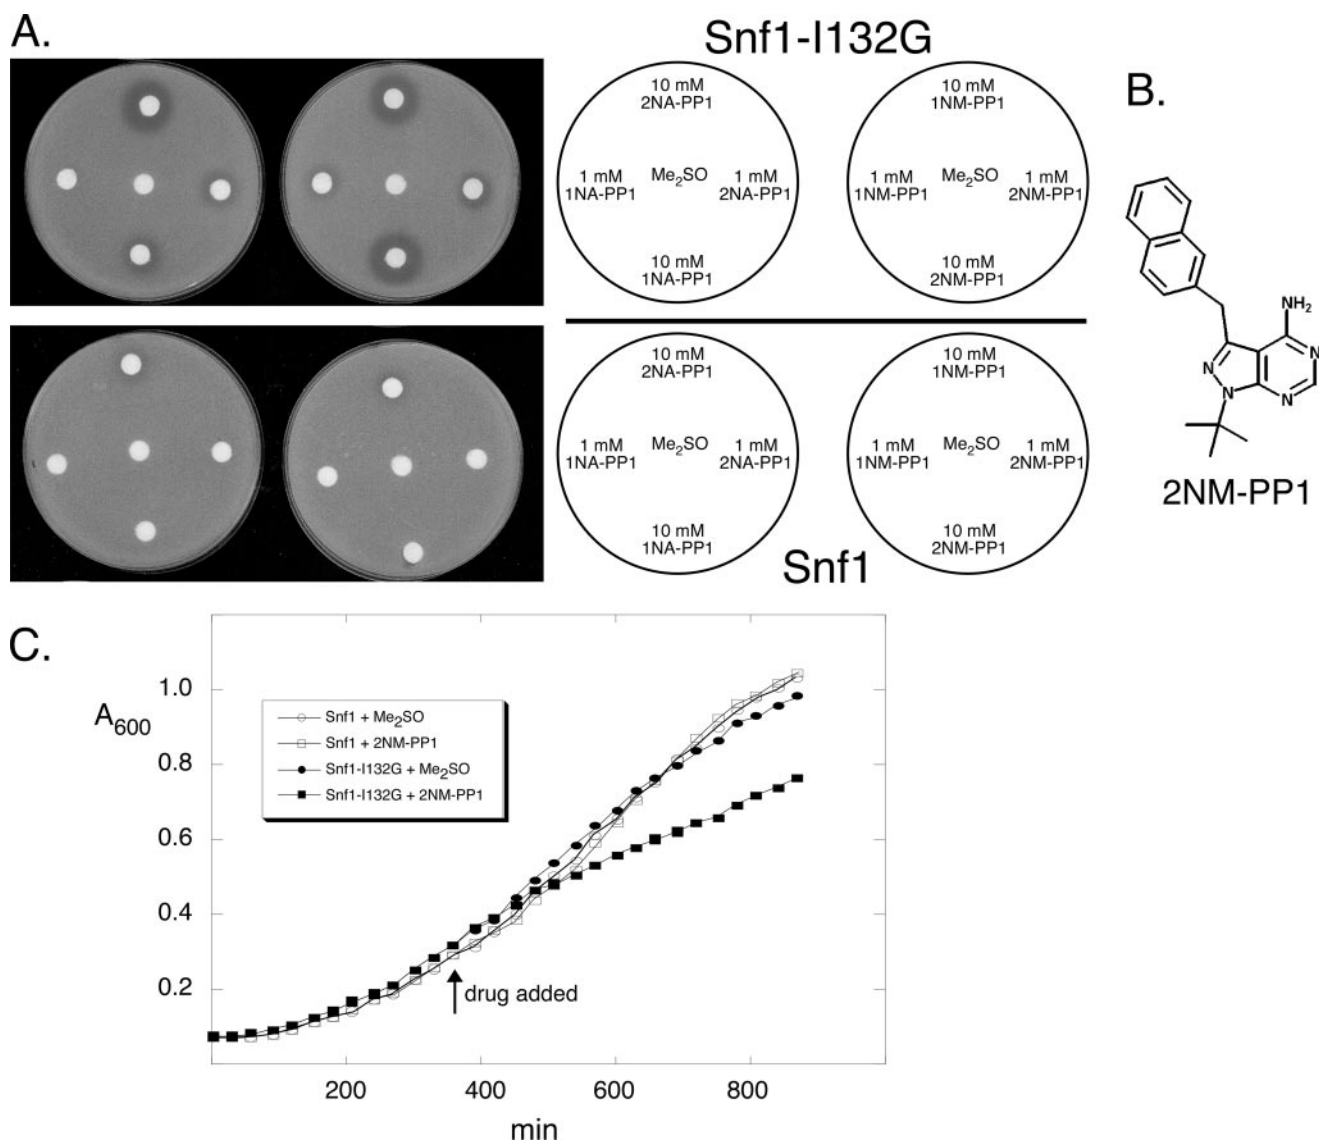 A.
Snf1-I132G
B.
10 mM
2NA-PP1
1 mM
1NA-PP1
Me₂SO
1 mM
2NA-PP1
10 mM
1NA-PP1
10 mM
1NM-PP1
1 mM
1NM-PP1
Me₂SO
1 mM
2NM-PP1
10 mM
2NM-PP1
10 mM
2NA-PP1
1 mM
1NA-PP1
Me₂SO
1 mM
2NA-PP1
10 mM
1NA-PP1
10 mM
1NM-PP1
1 mM
1NM-PP1
Me₂SO
1 mM
2NM-PP1
10 mM
2NM-PP1
Snf1
NH₂
N
N
N
N
2NM-PP1
C.
A₆₀₀
1.0
0.8
0.6
0.4
0.2
Snf1 + Me₂SO
Snf1 + 2NM-PP1
Snf1-I132G + Me₂SO
Snf1-I132G + 2NM-PP1
drug added
200
400
600
800
min